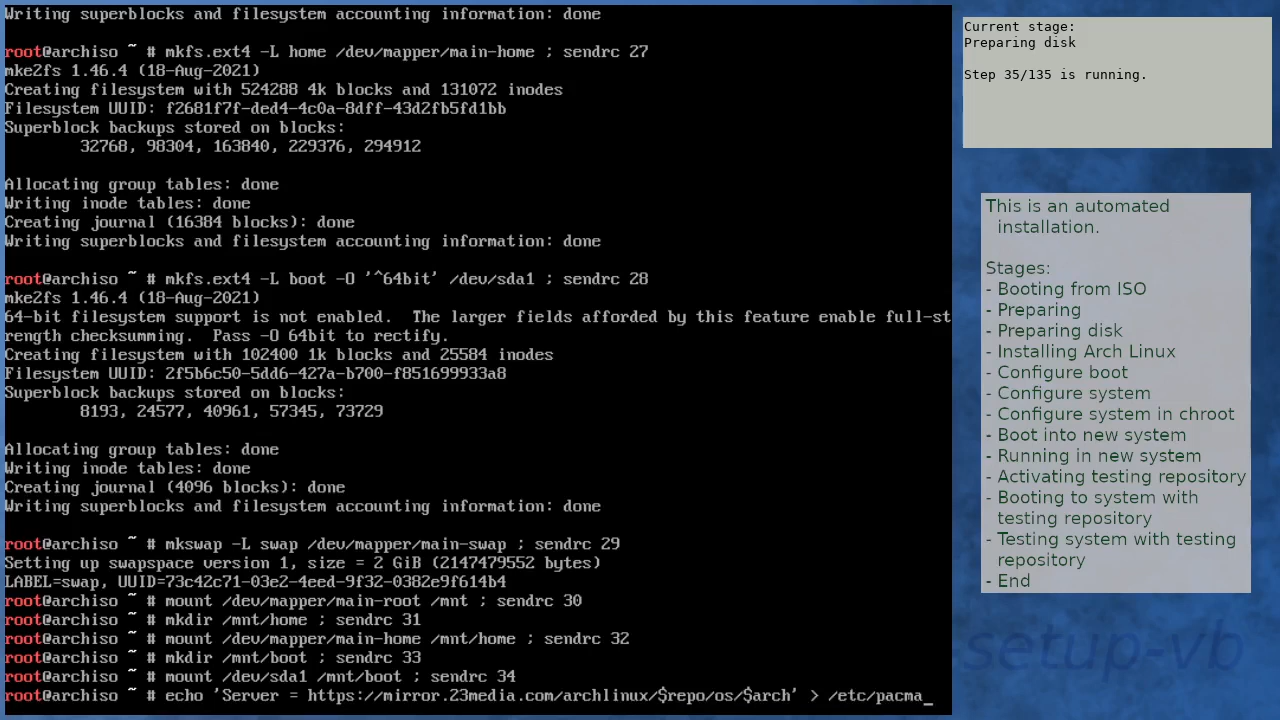 Writing superblocks and filesystem accounting information: done
root@archiso ~ # mkfs.ext4 -L home /dev/mapper/main-home ; sendrc 27
mke2fs 1.46.4 (18-Aug-2021)
Creating filesystem with 524288 4k blocks and 131072 inodes
Filesystem UUID: f2681f7f-ded4-4c0a-8dff-43d2fb5fd1bb
Superblock backups stored on blocks:
32768, 98304, 163840, 229376, 294912
Allocating group tables: done
Writing inode tables: done
Creating journal (16384 blocks): done
Writing superblocks and filesystem accounting information: done
root@archiso ~ # mkfs.ext4 -L boot -O '^64bit' /dev/sda1 ; sendrc 28
mke2fs 1.46.4 (18-Aug-2021)
64-bit filesystem support is not enabled.  The larger fields afforded by this feature enable full-st
rength checksumming.  Pass -O 64bit to rectify.
Creating filesystem with 102400 1k blocks and 25584 inodes
Filesystem UUID: 2f5b6c50-5dd6-427a-b700-f851699933a8
Superblock backups stored on blocks:
8193, 24577, 40961, 57345, 73729
Allocating group tables: done
Writing inode tables: done
Creating journal (4096 blocks): done
Writing superblocks and filesystem accounting information: done
root@archiso ~ # mkswap -L swap /dev/mapper/main-swap ; sendrc 29
Setting up swapspace version 1, size = 2 GiB (2147479552 bytes)
LABEL=swap, UUID=73c42c71-03e2-4eed-9f32-0382e9f614b4
root@archiso ~ # mount /dev/mapper/main-root /mnt ; sendrc 30
root@archiso ~ # mkdir /mnt/home ; sendrc 31
root@archiso ~ # mount /dev/mapper/main-home /mnt/home ; sendrc 32
root@archiso ~ # mkdir /mnt/boot ; sendrc 33
root@archiso ~ # mount /dev/sda1 /mnt/boot ; sendrc 34
root@archiso ~ # echo 'Server = https://mirror.23media.com/archlinux/$repo/os/$arch' > /etc/pacma_
Current stage:
Preparing disk
Step 35/135 is running.
This is an automated
installation.
Stages:
- Booting from ISO
- Preparing
- Preparing disk
- Installing Arch Linux
- Configure boot
- Configure system
- Configure system in chroot
- Boot into new system
- Running in new system
- Activating testing repository
- Booting to system with
testing repository
- Testing system with testing
repository
- End
setup-vb